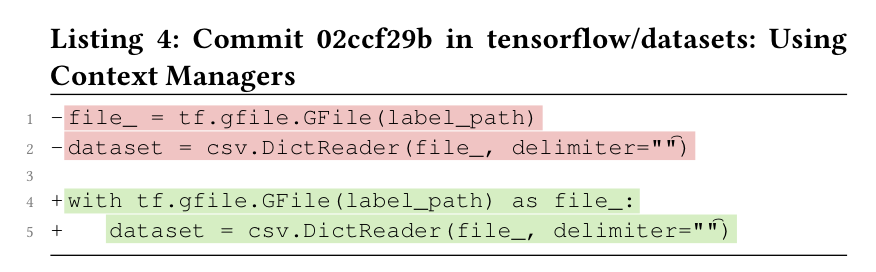 Listing 4: Commit 02ccf29b in tensorflow/datasets: Using
Context Managers
1 -file_ = tf.gfile.GFile(label_path)
2 -dataset = csv.DictReader(file_, delimiter=""͡)
3
4 +with tf.gfile.GFile(label_path) as file_:
5 +   dataset = csv.DictReader(file_, delimiter=""͡)